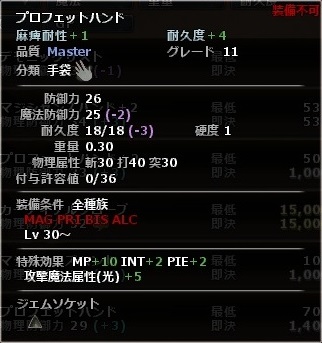 装備不可
プロフェットハンド
麻痺耐性+1 耐久度+4
品質 Master グレード 11
分類 手袋
防御力 26
魔法防御力 25 (-2)
耐久度 18/18 (-3) 硬度 1
重量 0.30
物理属性 斬30 打40 突30
付与許容値 0/36
装備条件 全種族
MAG PRI BIS ALC
Lv 30～
特殊効果 MP+10 INT+2 PIE+2
攻撃魔法属性(光)+5
ジェムソケット